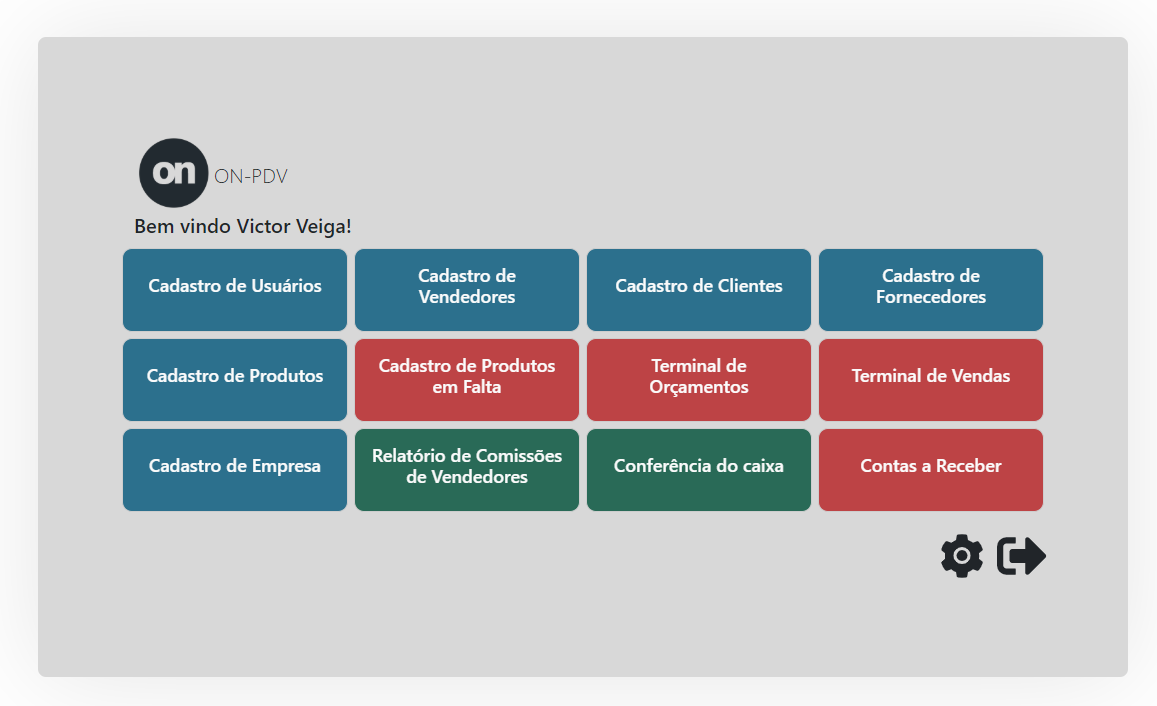 on
ON-PDV
Bem vindo Victor Veiga!
Cadastro de Usuários
Cadastro de
Vendedores
Cadastro de Clientes
Cadastro de
Fornecedores
Cadastro de Produtos
Cadastro de Produtos
em Falta
Terminal de
Orçamentos
Terminal de Vendas
Cadastro de Empresa
Relatório de Comissões
de Vendedores
Conferência do caixa
Contas a Receber